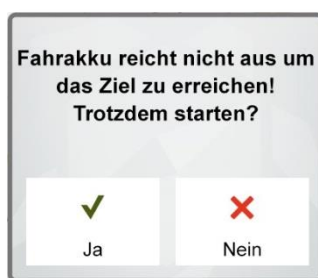 Fahrakku reicht nicht aus um
das Ziel zu erreichen!
Trotzdem starten?
Ja
Nein